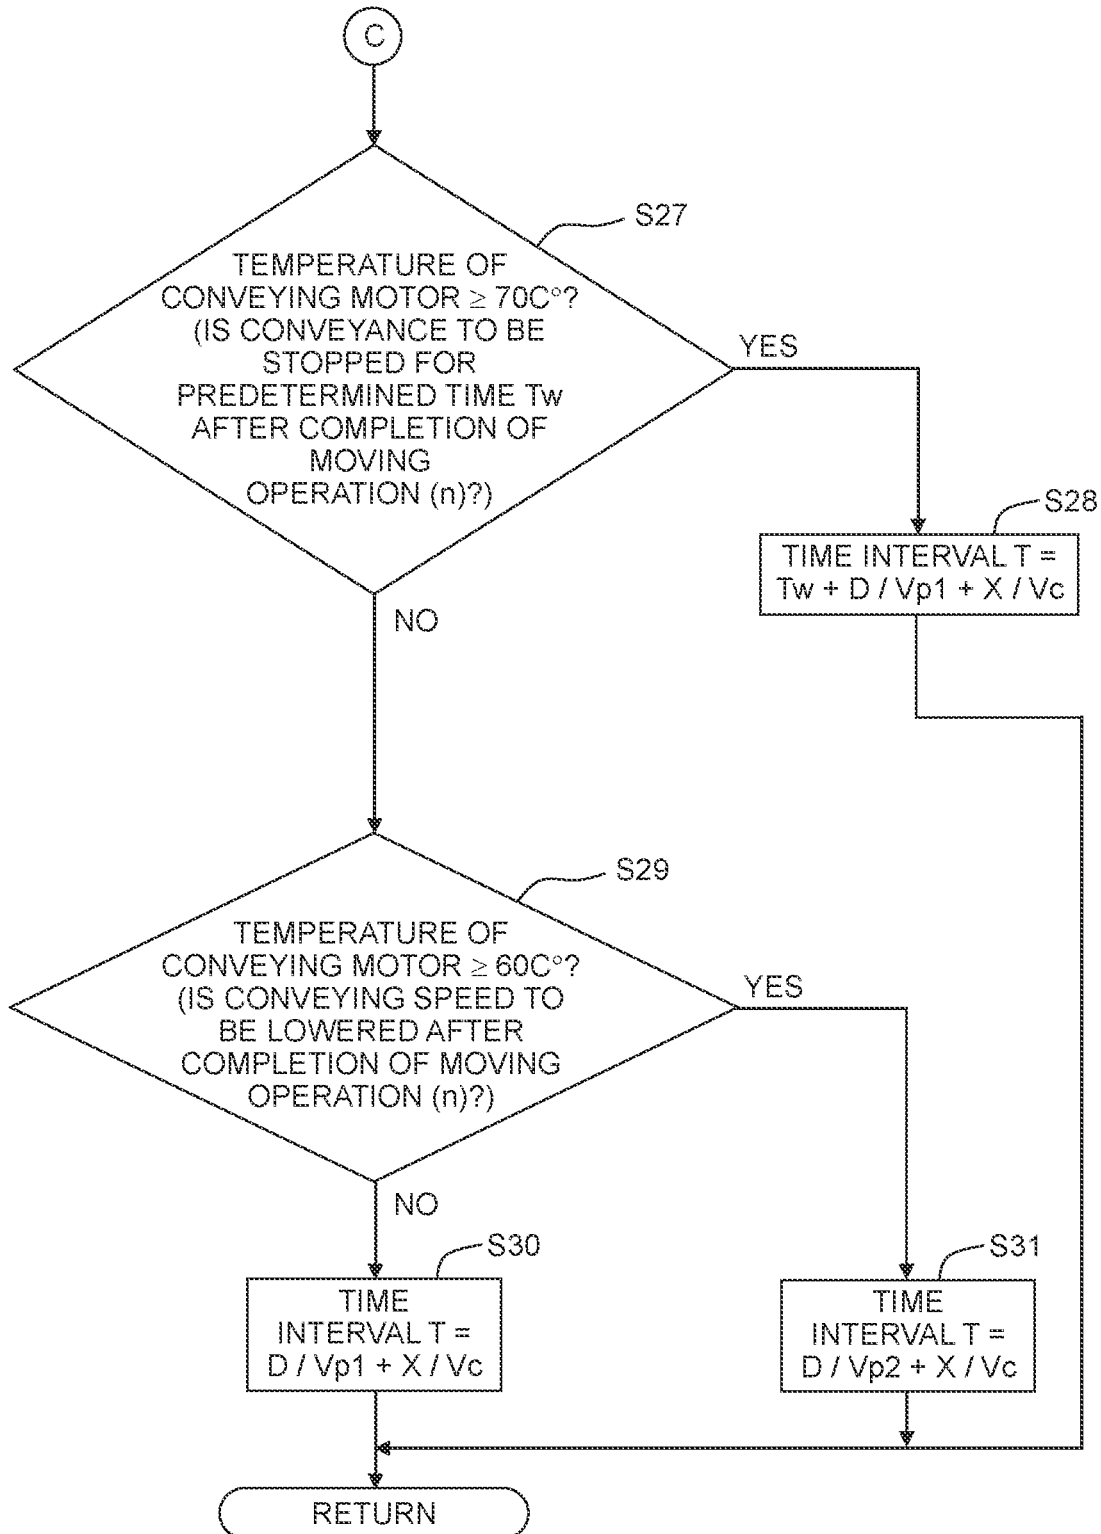 C
S27
TEMPERATURE OF
CONVEYING MOTOR ≥ 70C°?
(IS CONVEYANCE TO BE
STOPPED FOR
PREDETERMINED TIME Tw
AFTER COMPLETION OF
MOVING
OPERATION (n)?)
YES
NO
S28
TIME INTERVAL T =
Tw + D / Vp1 + X / Vc
S29
TEMPERATURE OF
CONVEYING MOTOR ≥ 60C°?
(IS CONVEYING SPEED TO
BE LOWERED AFTER
COMPLETION OF MOVING
OPERATION (n)?)
YES
NO
S30
TIME
INTERVAL T =
D / Vp1 + X / Vc
S31
TIME
INTERVAL T =
D / Vp2 + X / Vc
RETURN